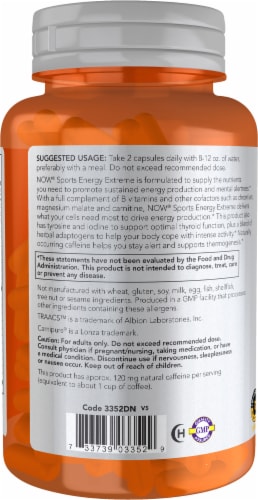 SUGGESTED USAGE: Take 2 capsules daily with 8-12 oz. of water,
preferably with a meal. Do not exceed recommended dose.
NOW® Sports Energy Extreme is formulated to supply the nutrients
you need to promote sustained energy production and mental alertness.*
With a full complement of B vitamins and other cofactors such as chromium,
magnesium malate and carnitine, NOW® Sports Energy Extreme delivers
what your cells need most to drive energy production.* This product also
has tyrosine and Iodine to support optimal thyroid function, plus a blend of
herbal adaptogens to help your body cope with intense activity.* Naturally
occurring caffeine helps you stay alert and supports thermogenesis.*
*These statements have not been evaluated by the Food and Drug
Administration. This product is not intended to diagnose, treat, cure
or prevent any disease.
Not manufactured with wheat, gluten, soy, milk, egg, fish, shellfish,
tree nut or sesame ingredients. Produced in a GMP facility that processes
other ingredients with these allergens.
TRAACS™ is a trademark of Albion Laboratories, Inc.
Carnipure® is a Lonza trademark.
Caution: For adults only. Do not exceed recommended dose.
Consult physician if pregnant/nursing, taking medication, or have
a medical condition. Discontinue use if nervousness, sleeplessness
or nausea occur. Keep out of reach of children.
This product has approx. 120 mg natural caffeine per serving
(equivalent to about 1 cup of coffee).
Code 3352DN V5
7 33739 03352 9
H
GMP